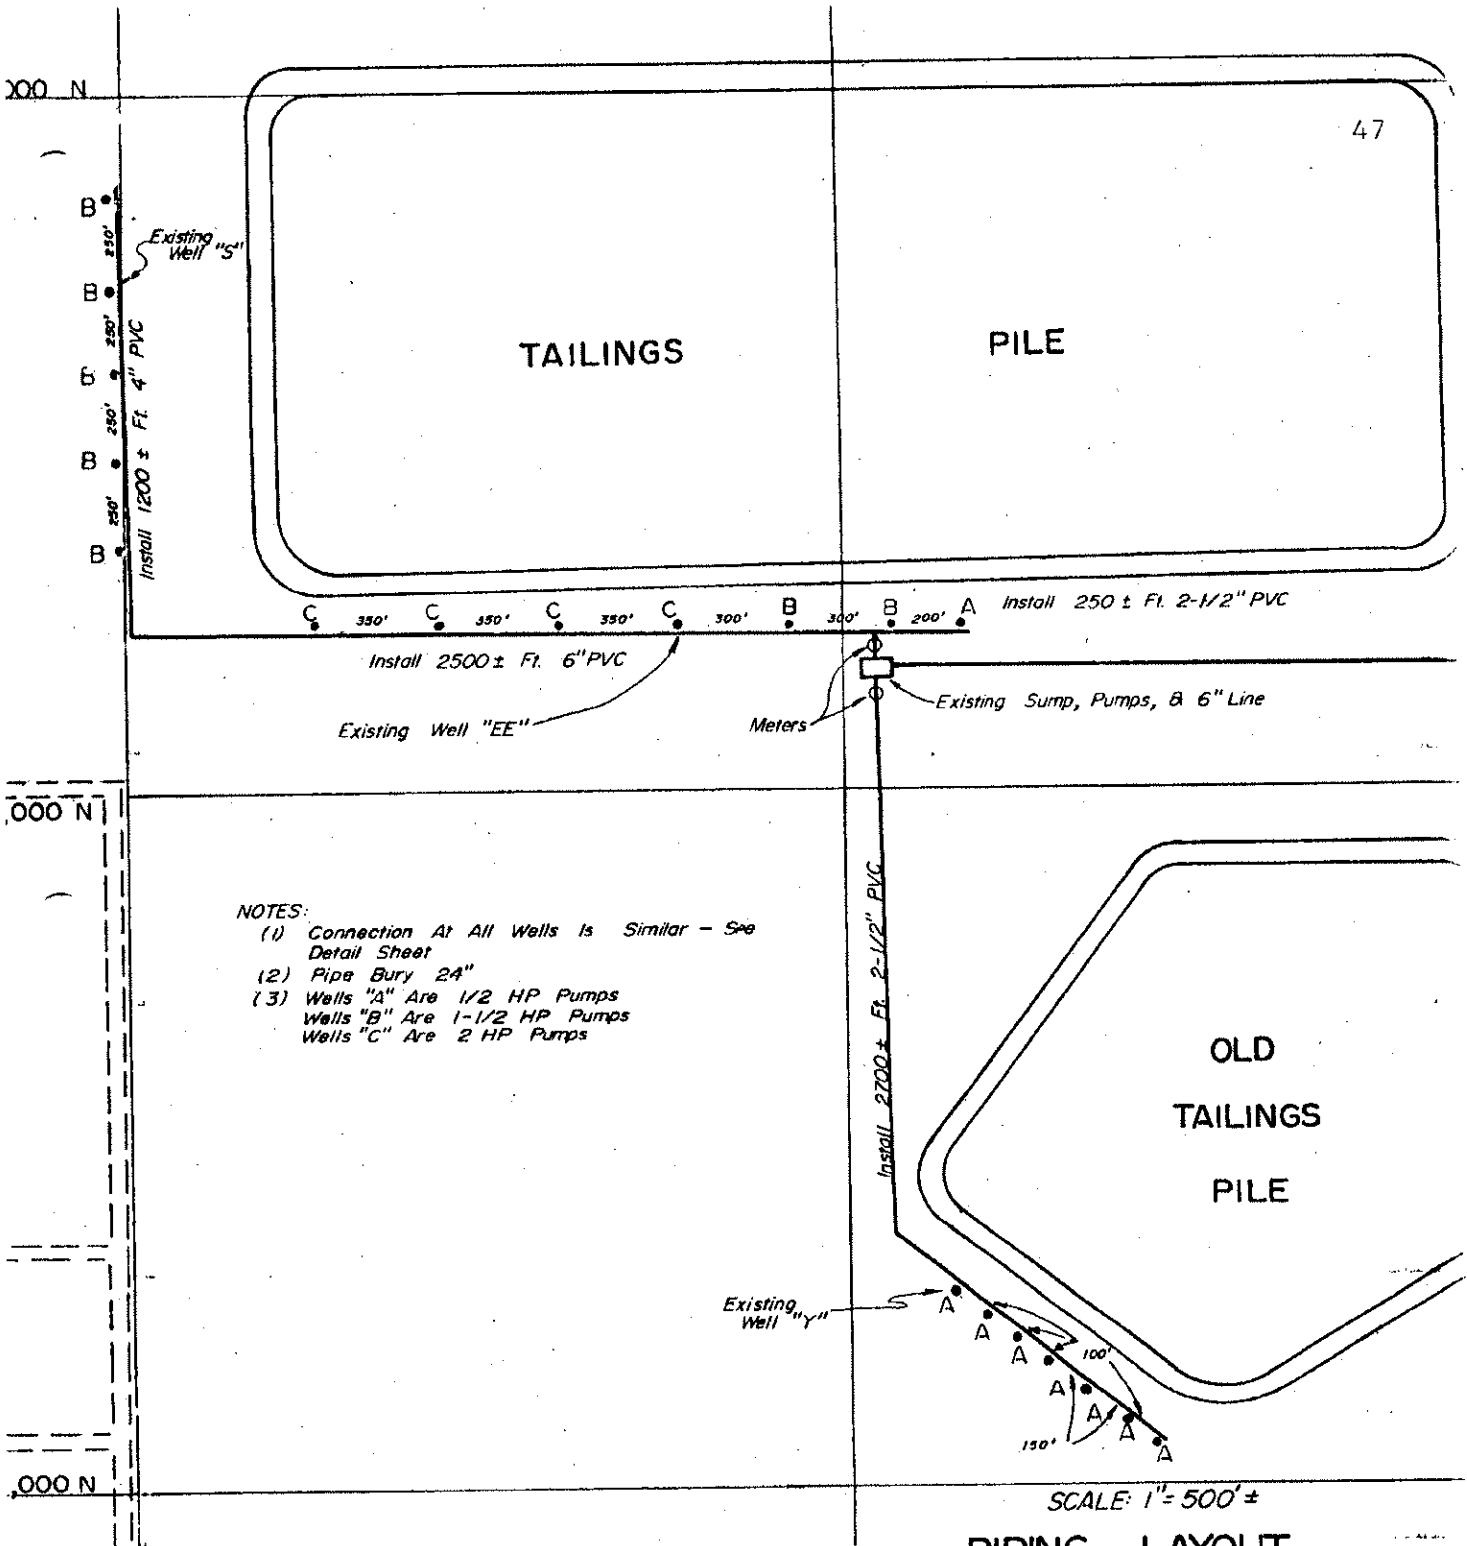 000 N
47
B
250'
Existing
Well "S"
B
250'
B
250'
B
250'
B
Install 1200 ± Ft. 4" PVC
TAILINGS PILE
C 350' C 350' C 350' C 300' B 300' B 200' A
Install 250 ± Ft. 2-1/2" PVC
Install 2500 ± Ft. 6" PVC
Existing Well "EE"
Meters
Existing Sump, Pumps, & 6" Line
,000 N
NOTES:
(1) Connection At All Wells Is Similar - See
Detail Sheet
(2) Pipe Bury 24"
(3) Wells "A" Are 1/2 HP Pumps
Wells "B" Are 1-1/2 HP Pumps
Wells "C" Are 2 HP Pumps
Install 2700 ± Ft. 2-1/2" PVC
OLD
TAILINGS
PILE
Existing
Well "Y"
A
A
A
A
A
A
A
100'
150'
,000 N
SCALE: 1" = 500' ±
PIPING LAYOUT